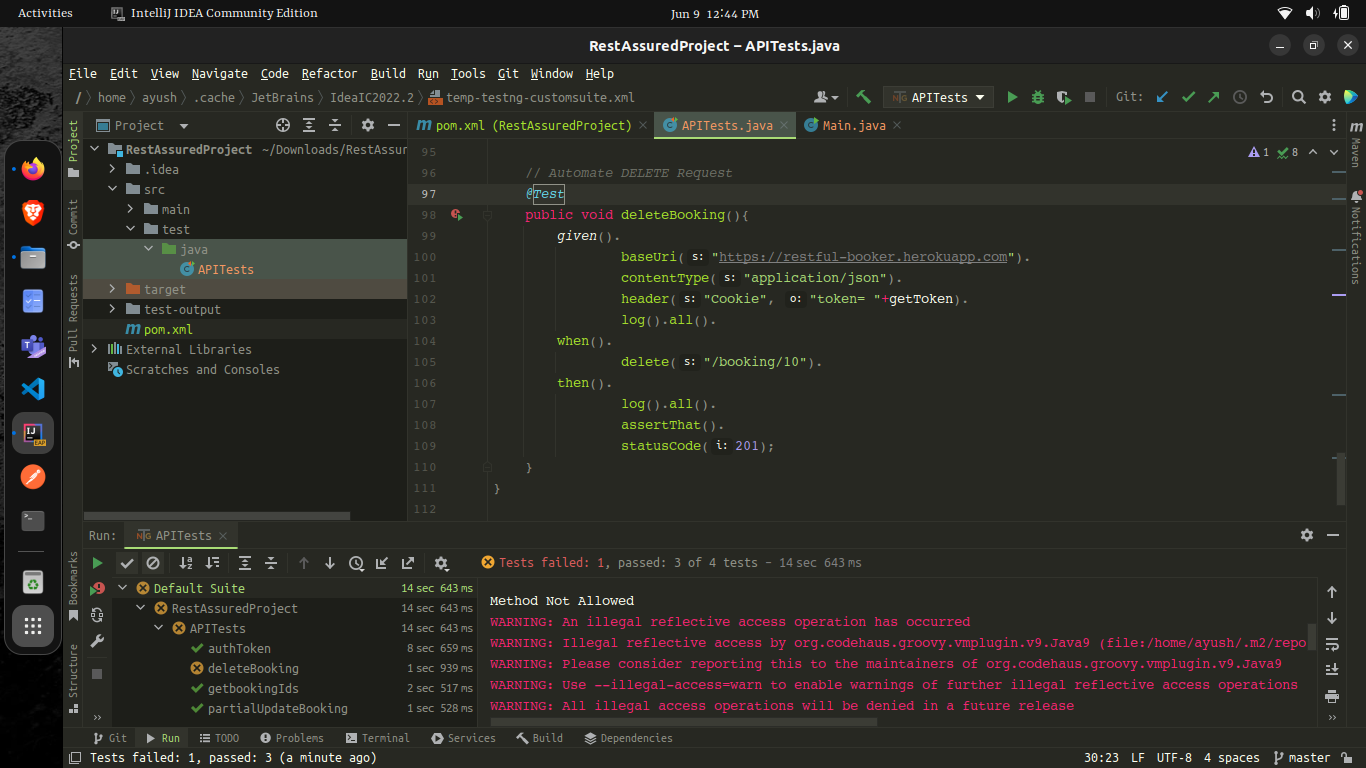 Activities
IntelliJ IDEA Community Edition
Jun 9 12:44 PM
RestAssuredProject – APITests.java
File Edit View Navigate Code Refactor Build Run Tools Git Window Help
/ home ayush .cache JetBrains IdeaIC2022.2 temp-testng-customsuite.xml
APITests
Git:
Project
pom.xml (RestAssuredProject)
APITests.java
Main.java
RestAssuredProject ~/Downloads/RestAssur
.idea
src
main
test
java
APITests
target
test-output
pom.xml
External Libraries
Scratches and Consoles
Project
Commit
Pull Requests
Bookmarks
Structure
Maven
Notifications
1 8
95
96 // Automate DELETE Request
97 @Test
98 public void deleteBooking(){
99 given().
100 baseUri( s: "https://restful-booker.herokuapp.com").
101 contentType( s: "application/json").
102 header( s: "Cookie", o: "token= "+getToken).
103 log().all().
104 when().
105 delete( s: "/booking/10").
106 then().
107 log().all().
108 assertThat().
109 statusCode( i: 201);
110 }
111 }
112
Run: APITests
Tests failed: 1, passed: 3 of 4 tests – 14 sec 643 ms
Default Suite 14 sec 643 ms
RestAssuredProject 14 sec 643 ms
APITests 14 sec 643 ms
authToken 8 sec 659 ms
deleteBooking 1 sec 939 ms
getbookingIds 2 sec 517 ms
partialUpdateBooking 1 sec 528 ms
Method Not Allowed
WARNING: An illegal reflective access operation has occurred
WARNING: Illegal reflective access by org.codehaus.groovy.vmplugin.v9.Java9 (file:/home/ayush/.m2/repo
WARNING: Please consider reporting this to the maintainers of org.codehaus.groovy.vmplugin.v9.Java9
WARNING: Use --illegal-access=warn to enable warnings of further illegal reflective access operations
WARNING: All illegal access operations will be denied in a future release
Git Run TODO Problems Terminal Services Build Dependencies
Tests failed: 1, passed: 3 (a minute ago)
30:23 LF UTF-8 4 spaces master